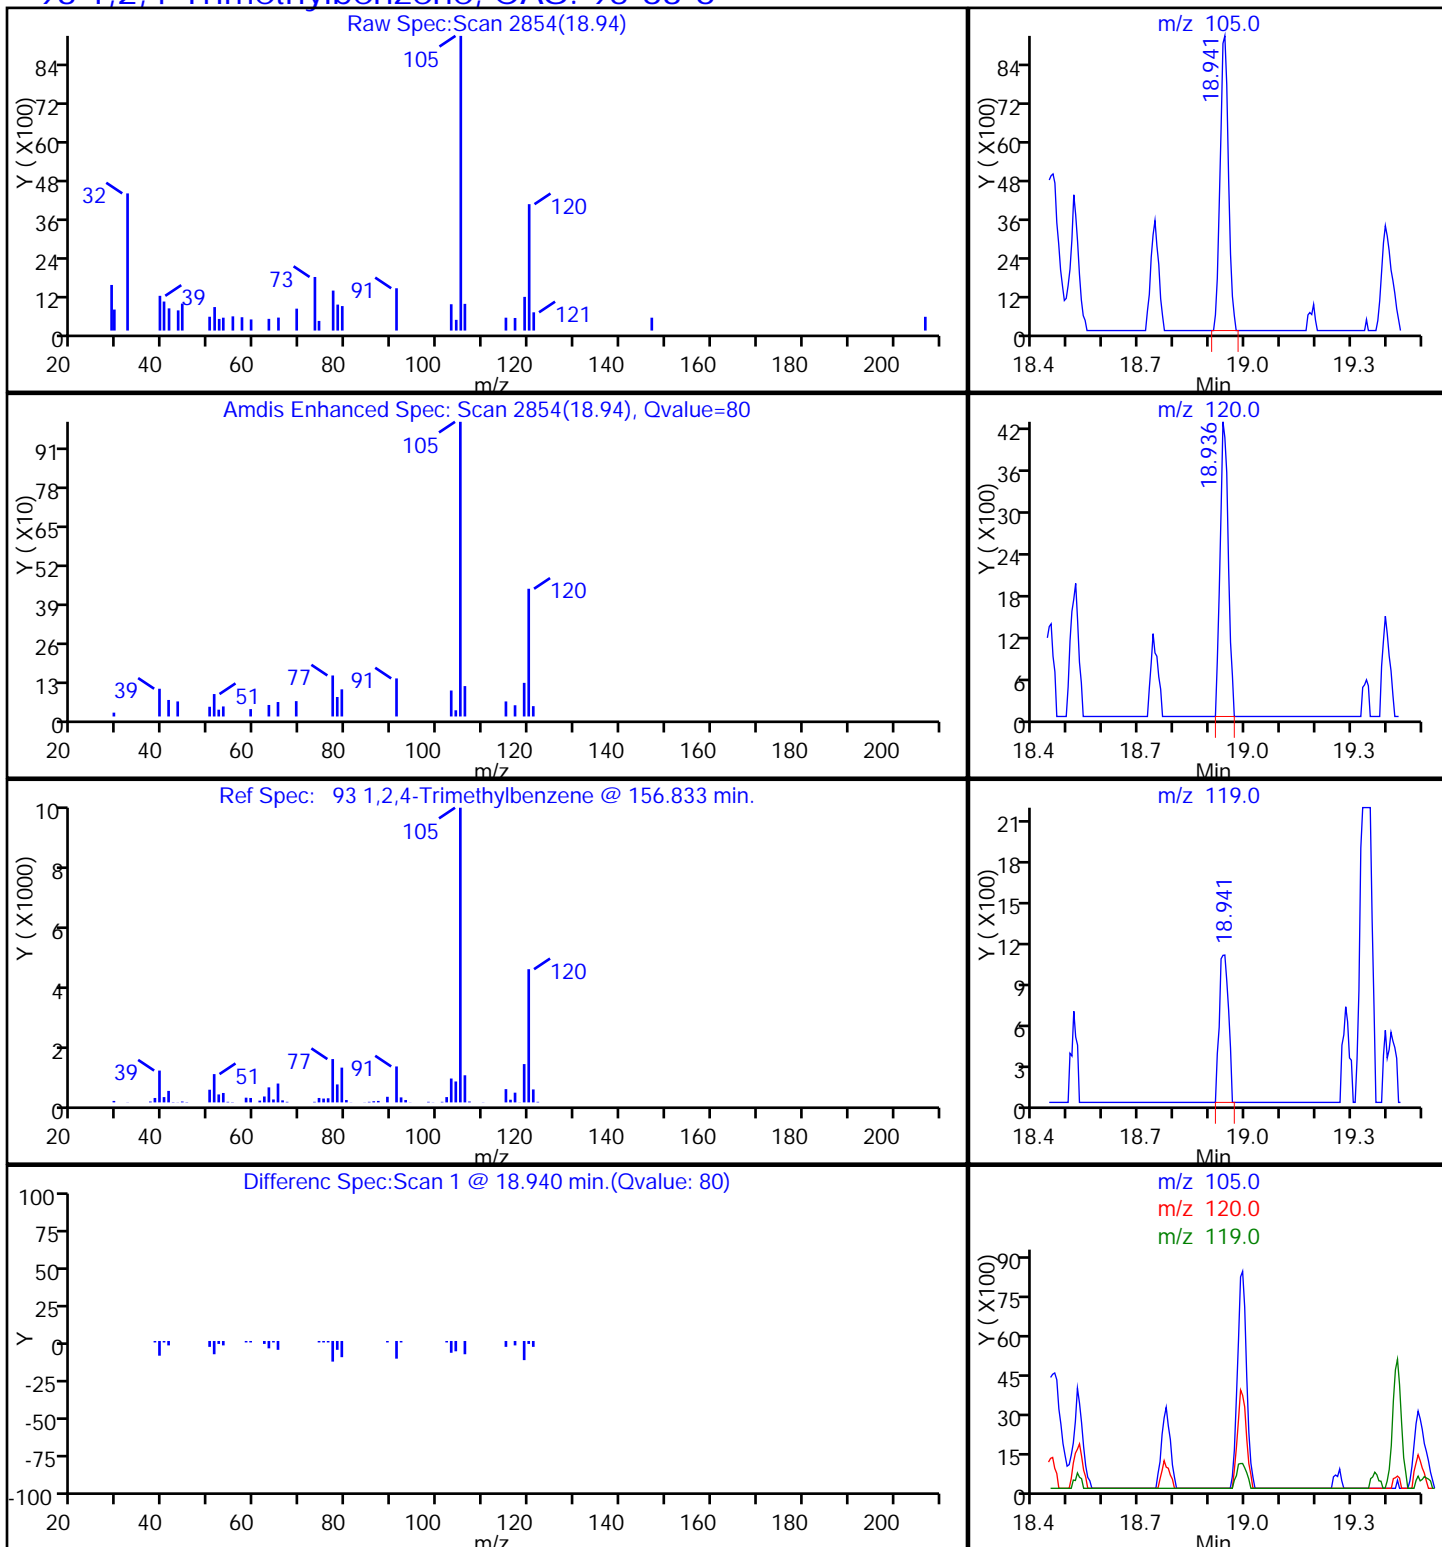 Raw Spec:Scan 2854(18.94)
Y ( X100)
84
72
60
48
36
24
12
0
105
32
120
73
91
39
121
20 40 60 80 100 120 140 160 180 200
m/z
m/z 105.0
Y ( X100)
84
72
60
48
36
24
12
0
18.941
18.4 18.7 19.0 19.3
Min
Amdis Enhanced Spec: Scan 2854(18.94), Qvalue=80
Y ( X10)
91
78
65
52
39
26
13
0
105
120
77
91
39
51
20 40 60 80 100 120 140 160 180 200
m/z
m/z 120.0
Y ( X100)
42
36
30
24
18
12
6
0
18.936
18.4 18.7 19.0 19.3
Min
Ref Spec: 93 1,2,4-Trimethylbenzene @ 156.833 min.
Y ( X1000)
10
8
6
4
2
0
105
120
77
91
39
51
20 40 60 80 100 120 140 160 180 200
m/z
m/z 119.0
Y ( X100)
21
18
15
12
9
6
3
0
18.941
18.4 18.7 19.0 19.3
Min
Differenc Spec:Scan 1 @ 18.940 min.(Qvalue: 80)
Y
100
75
50
25
0
-25
-50
-75
-100
20 40 60 80 100 120 140 160 180 200
m/z
m/z 105.0
m/z 120.0
m/z 119.0
Y ( X100)
90
75
60
45
30
15
0
18.4 18.7 19.0 19.3
Min